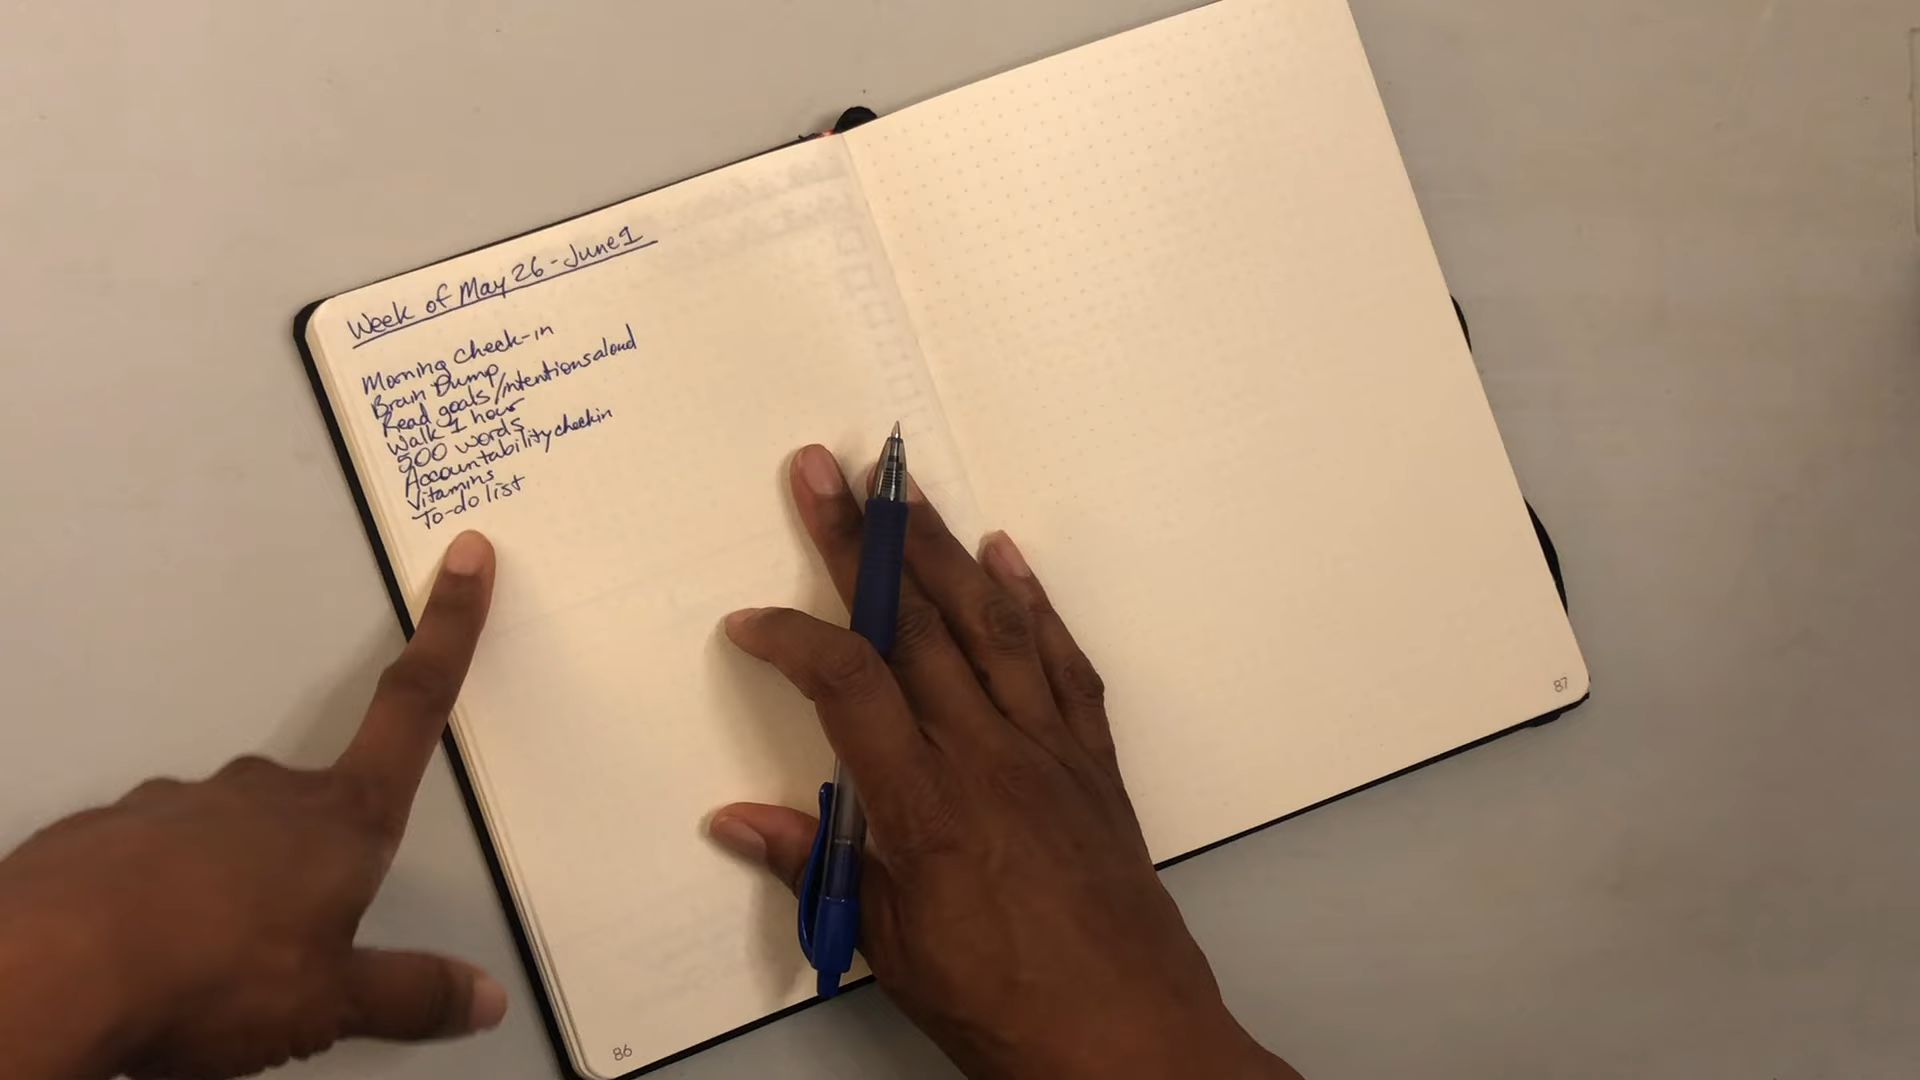 Week of May 26 - June 1
Morning Check-in
Brain Dump
Read goals/intentions aloud
Walk 1 hour
500 words
Accountability checkin
Vitamins
To-do list
86
87